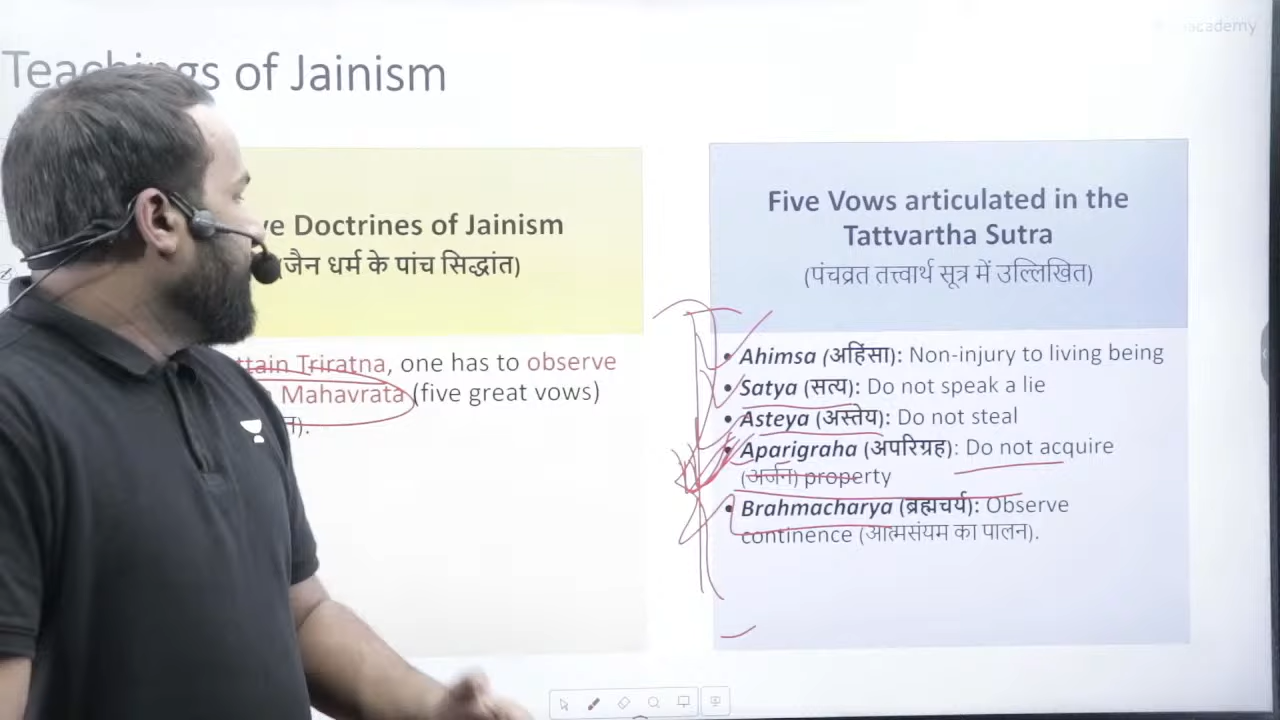 Teachings of Jainism
academy
Doctrines of Jainism
(जैन धर्म के पांच सिद्धांत)
Triratna, one has to observe
Mahavrata (five great vows)
Five Vows articulated in the
Tattvartha Sutra
(पंचव्रत तत्त्वार्थ सूत्र में उल्लिखित)
• Ahimsa (अहिंसा): Non-injury to living being
• Satya (सत्य): Do not speak a lie
• Asteya (अस्तेय): Do not steal
• Aparigraha (अपरिग्रह): Do not acquire
(अर्जन) property
• Brahmacharya (ब्रह्मचर्य): Observe
continence (आत्मसंयम का पालन).